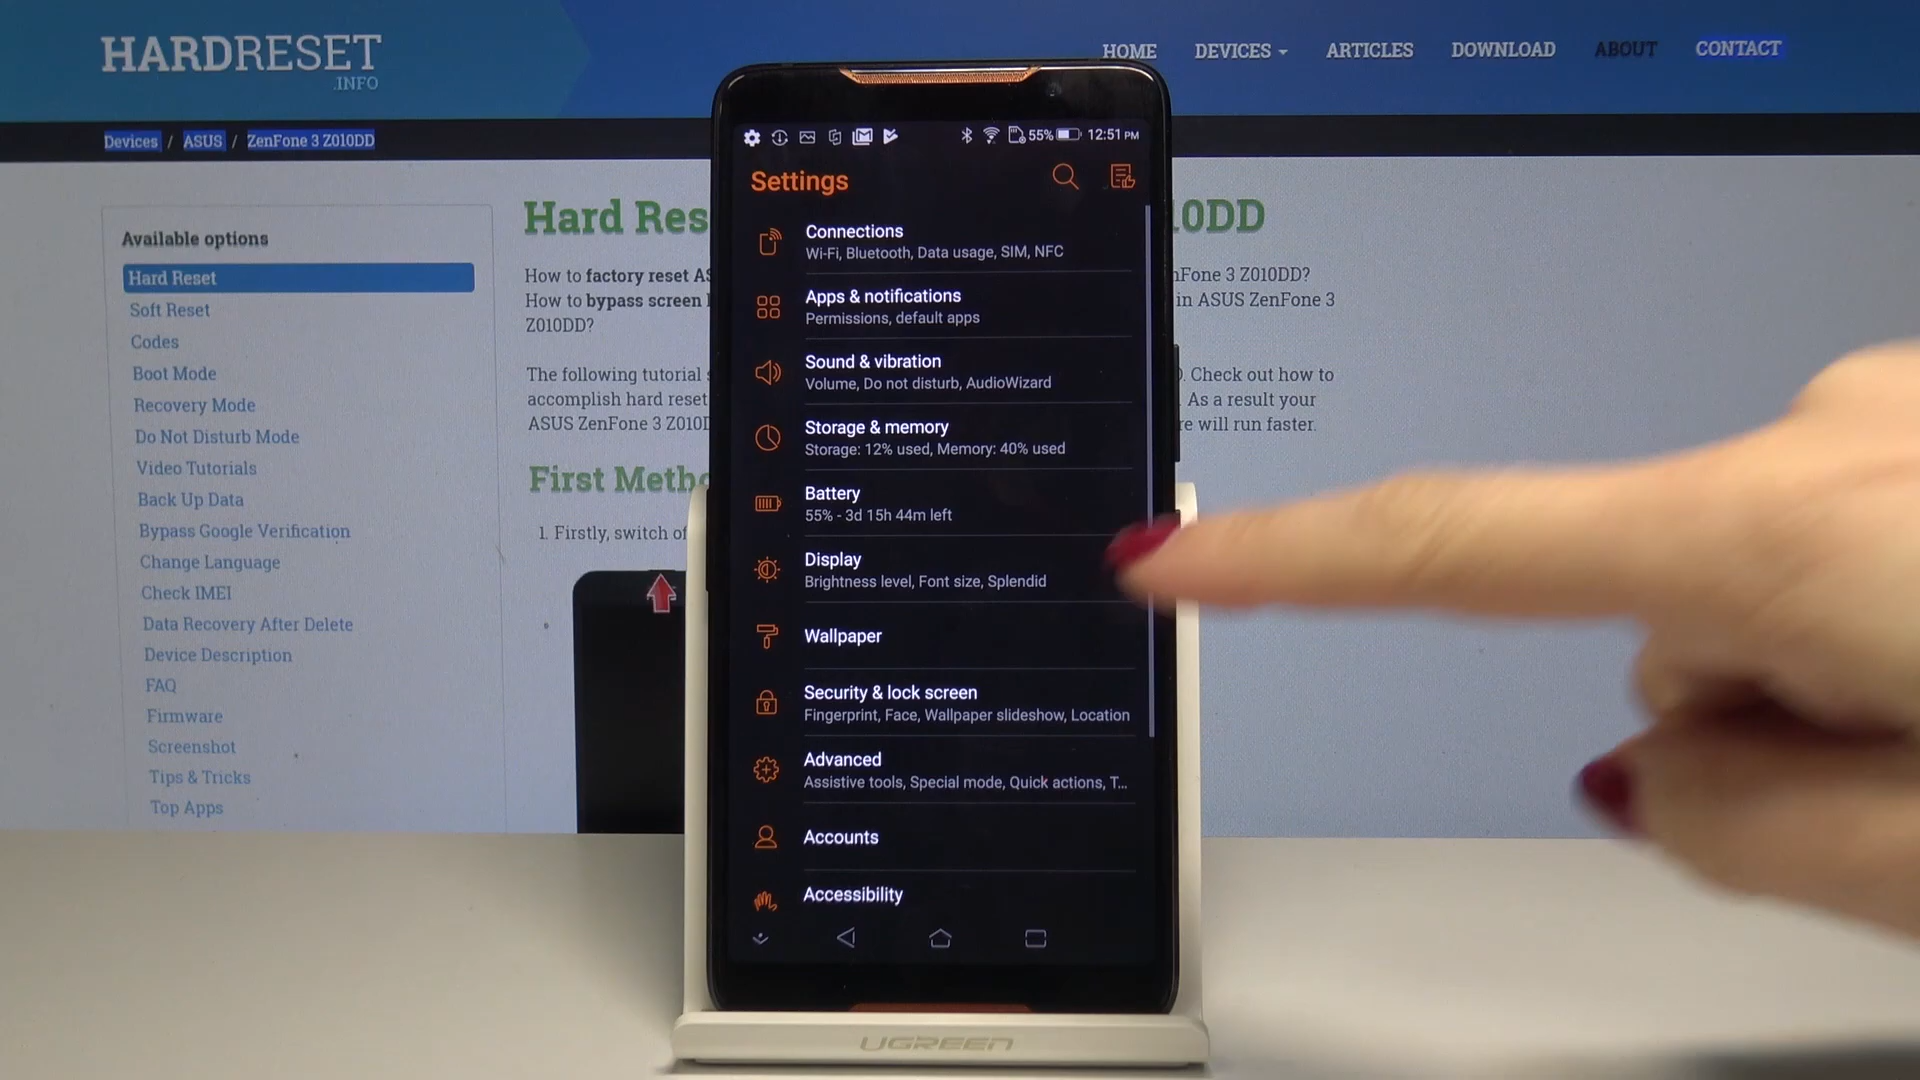 HARDRESET
.INFO
HOME DEVICES ARTICLES DOWNLOAD ABOUT CONTACT
Devices / ASUS / ZenFone 3 Z010DD
Available options
Hard Reset
Soft Reset
Codes
Boot Mode
Recovery Mode
Do Not Disturb Mode
Video Tutorials
Back Up Data
Bypass Google Verification
Change Language
Check IMEI
Data Recovery After Delete
Device Description
FAQ
Firmware
Screenshot
Tips & Tricks
Top Apps
Hard Res 10DD
How to factory reset AS nFone 3 Z010DD?
How to bypass screen in ASUS ZenFone 3
Z010DD?
The following tutorial . Check out how to
accomplish hard reset As a result your
ASUS ZenFone 3 Z010D re will run faster.
First Metho
1. Firstly, switch of
55% 12:51 PM
Settings
Connections
Wi-Fi, Bluetooth, Data usage, SIM, NFC
Apps & notifications
Permissions, default apps
Sound & vibration
Volume, Do not disturb, AudioWizard
Storage & memory
Storage: 12% used, Memory: 40% used
Battery
55% - 3d 15h 44m left
Display
Brightness level, Font size, Splendid
Wallpaper
Security & lock screen
Fingerprint, Face, Wallpaper slideshow, Location
Advanced
Assistive tools, Special mode, Quick actions, T...
Accounts
Accessibility
UGREEN